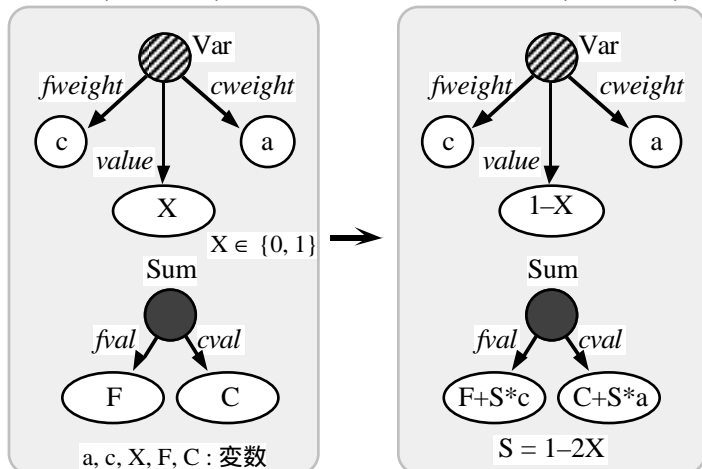 Var
fweight
cweight
c
a
value
X
X ∈ {0, 1}
Sum
fval
cval
F
C
a, c, X, F, C : 変数
Var
fweight
cweight
c
a
value
1–X
Sum
fval
cval
F+S*c
C+S*a
S = 1–2X